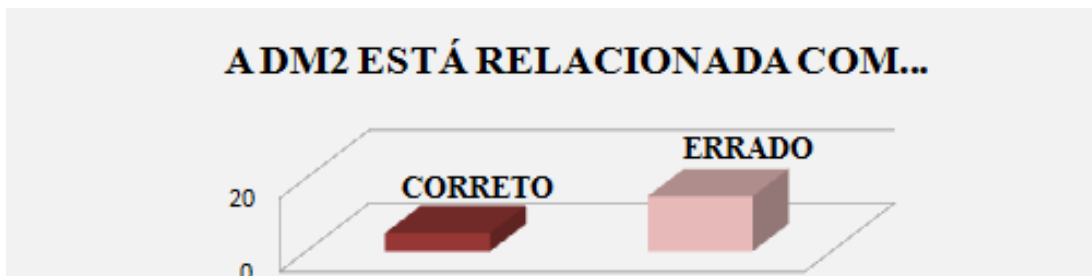 A DM2 ESTÁ RELACIONADA COM...
ERRADO
CORRETO
20
0